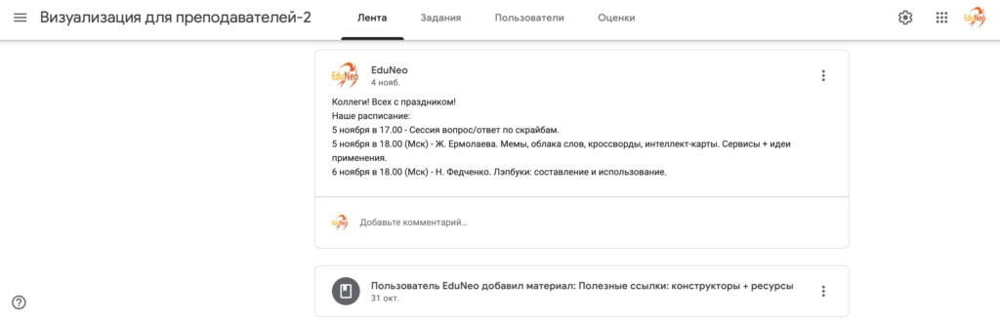 Визуализация для преподавателей-2
Лента
Задания
Пользователи
Оценки
EduNeo
EduNeo
EduNeo
4 нояб.
Коллеги! Всех с праздником!
Наше расписание:
5 ноября в 17.00 - Сессия вопрос/ответ по скрайбам.
5 ноября в 18.00 (Мск) - Ж. Ермолаева. Мемы, облака слов, кроссворды, интеллект-карты. Сервисы + идеи
применения.
6 ноября в 18.00 (Мск) - Н. Федченко. Лэпбуки: составление и использование.
EduNeo
Добавьте комментарий...
Пользователь EduNeo добавил материал: Полезные ссылки: конструкторы + ресурсы
31 окт.